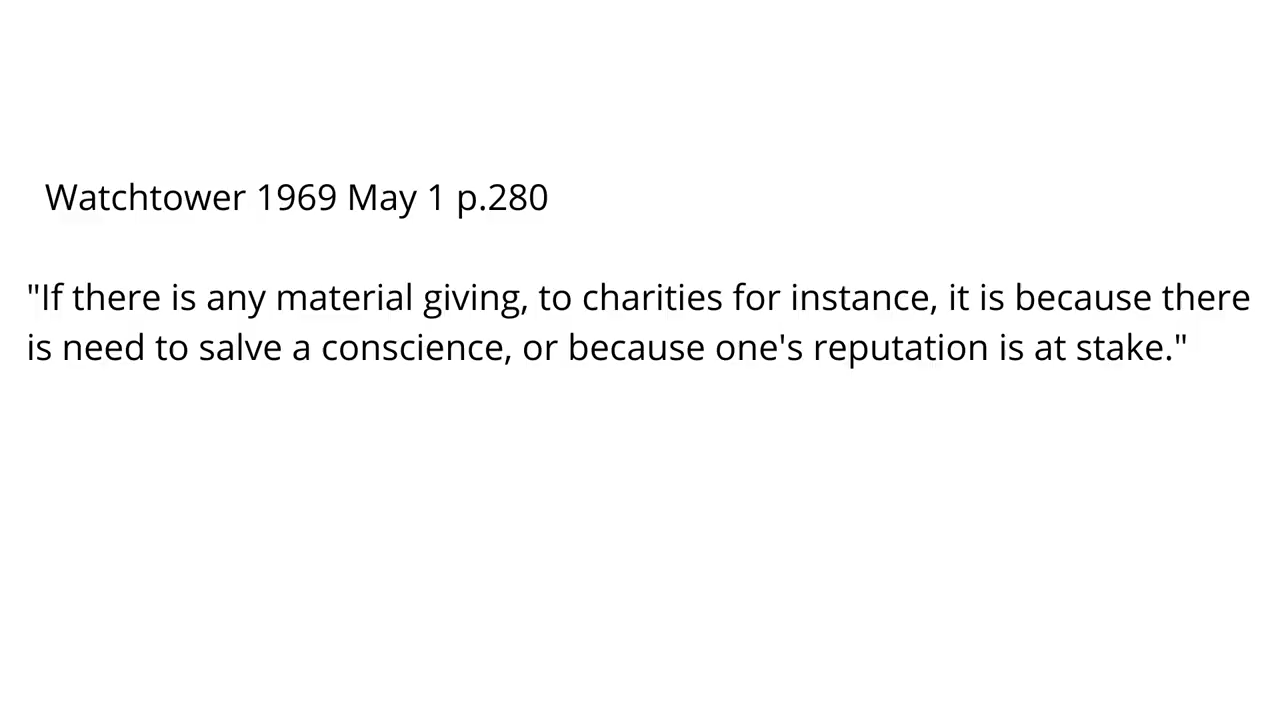 Watchtower 1969 May 1 p.280
"If there is any material giving, to charities for instance, it is because there
is need to salve a conscience, or because one's reputation is at stake."